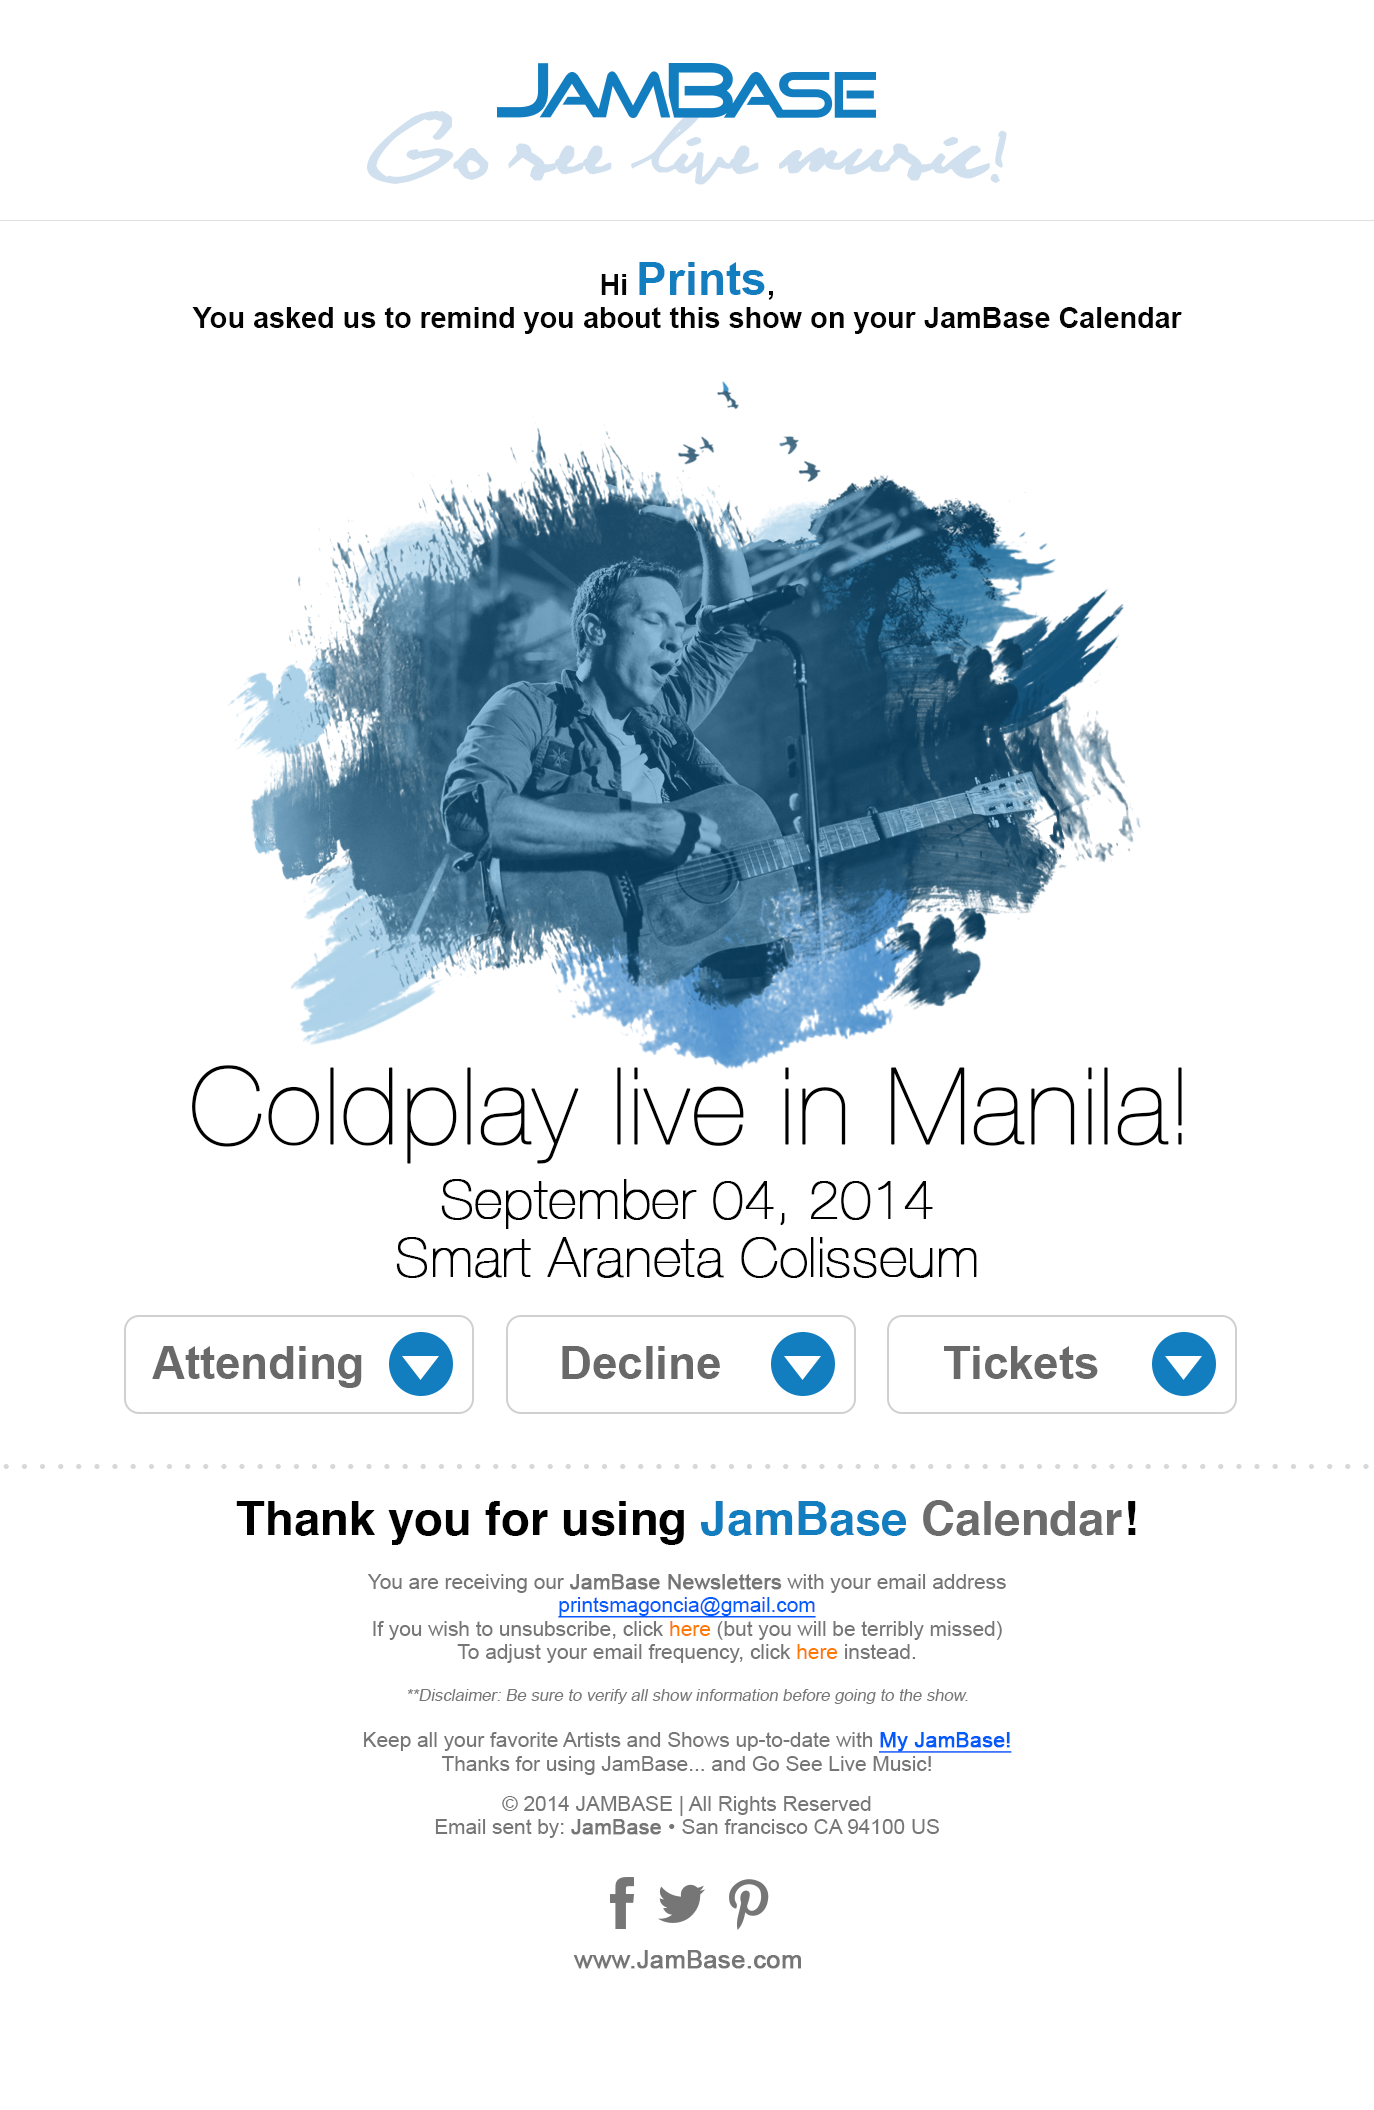 JAMBASE
Go see live music!
Hi Prints,
You asked us to remind you about this show on your JamBase Calendar
Coldplay live in Manila!
September 04, 2014
Smart Araneta Colisseum
Attending
Decline
Tickets
Thank you for using JamBase Calendar!
You are receiving our JamBase Newsletters with your email address
printsmagoncia@gmail.com
If you wish to unsubscribe, click here (but you will be terribly missed)
To adjust your email frequency, click here instead.
**Disclaimer: Be sure to verify all show information before going to the show.
Keep all your favorite Artists and Shows up-to-date with My JamBase!
Thanks for using JamBase... and Go See Live Music!
© 2014 JAMBASE | All Rights Reserved
Email sent by: JamBase • San francisco CA 94100 US
www.JamBase.com